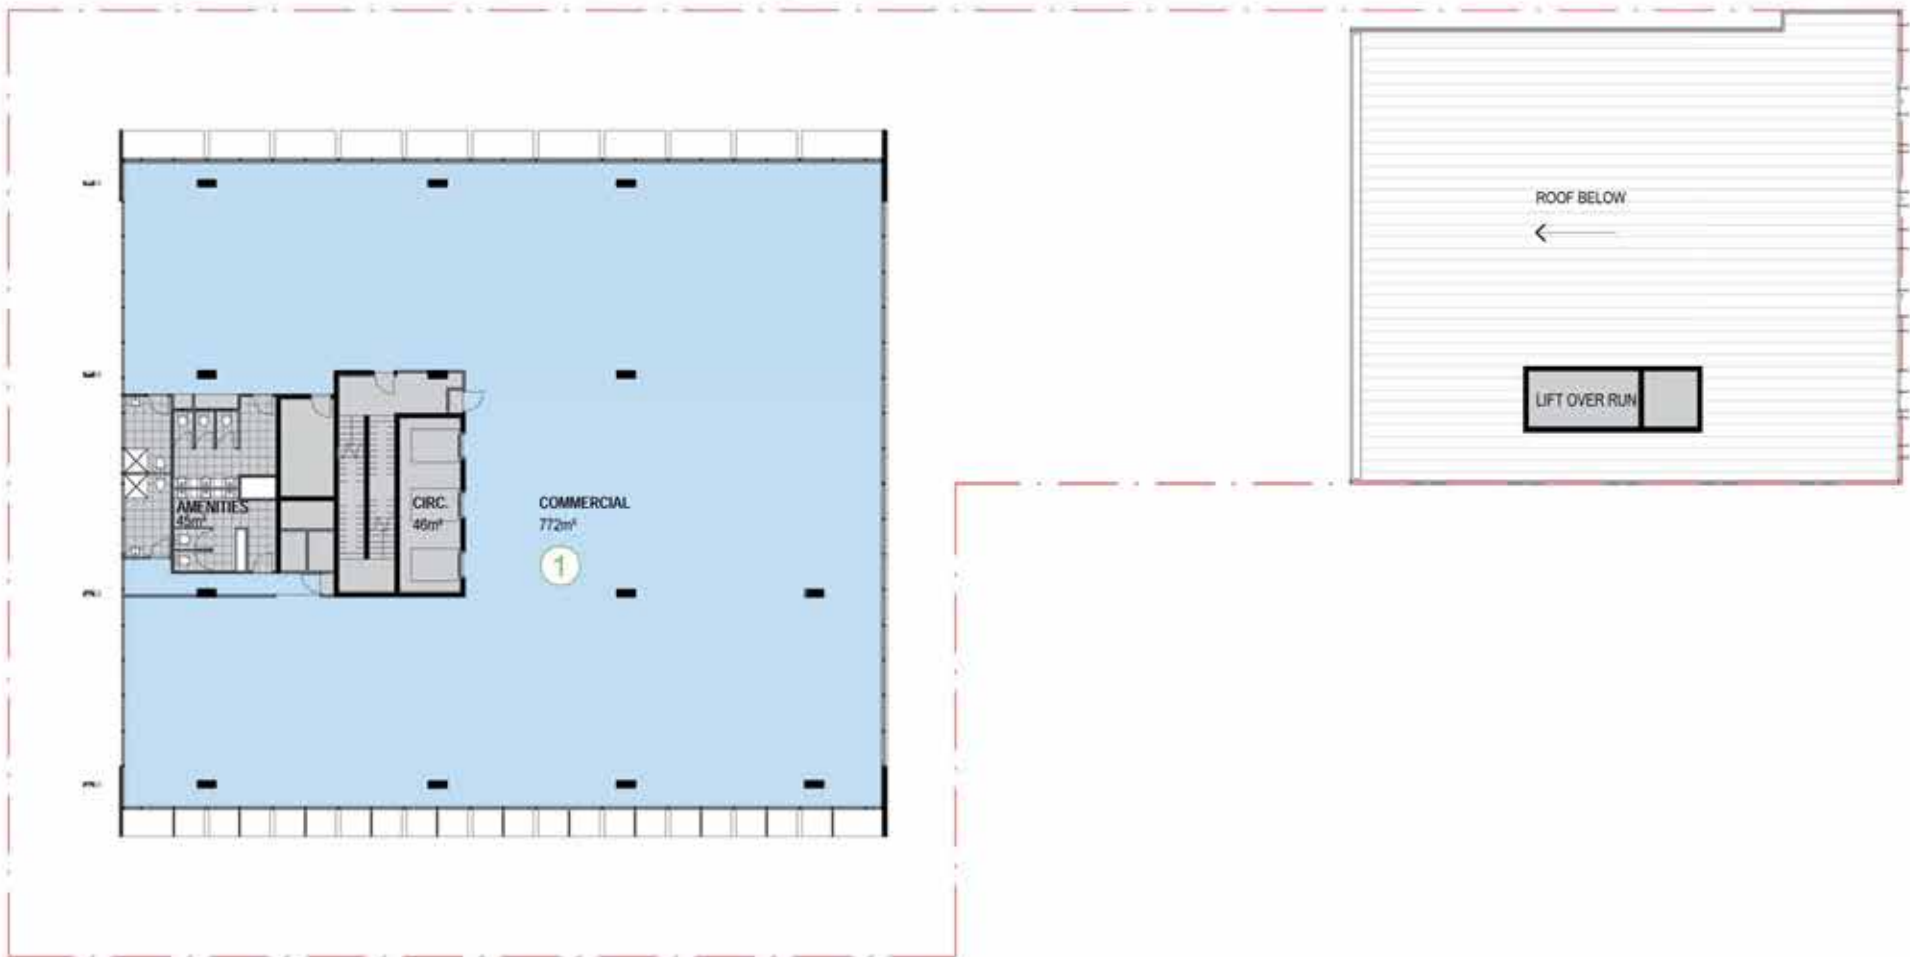 ROOF BELOW
LIFT OVER RUN
AMENITIES
45m²
CIRC.
46m²
COMMERCIAL
772m²
1